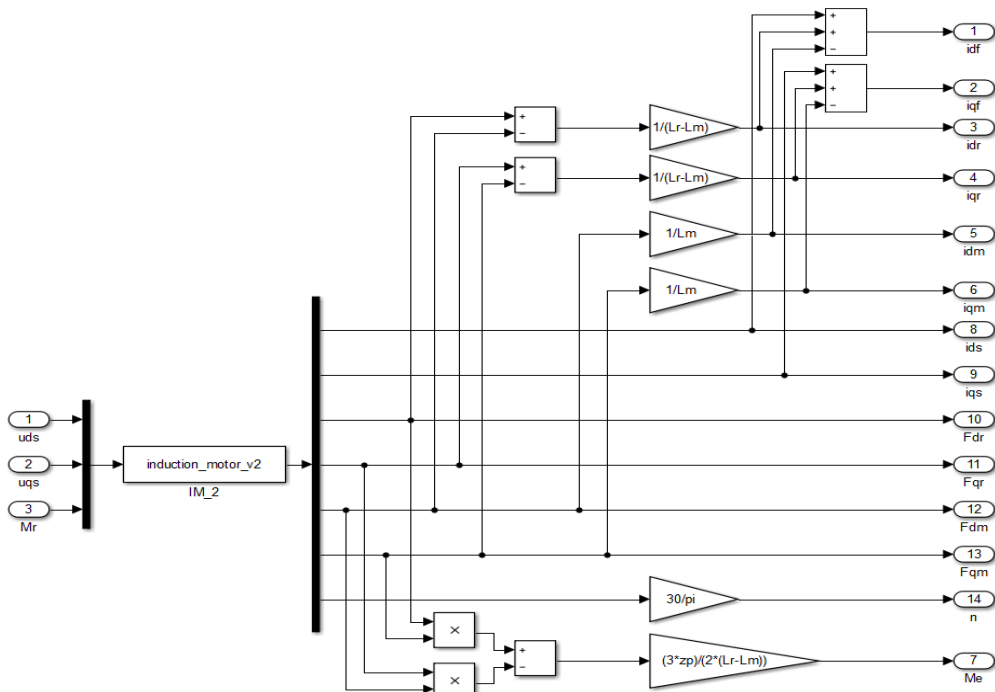 +
+
−
1
idf
+
+
−
2
iqf
+
−
1/(Lr-Lm)
3
idr
+
−
1/(Lr-Lm)
4
iqr
1/Lm
5
idm
1/Lm
6
iqm
8
ids
9
iqs
1
uds
10
Fdr
2
uqs
induction_motor_v2
IM_2
11
Fqr
3
Mr
12
Fdm
13
Fqm
30/pi
14
n
×
+
−
(3*zp)/(2*(Lr-Lm))
7
Me
×